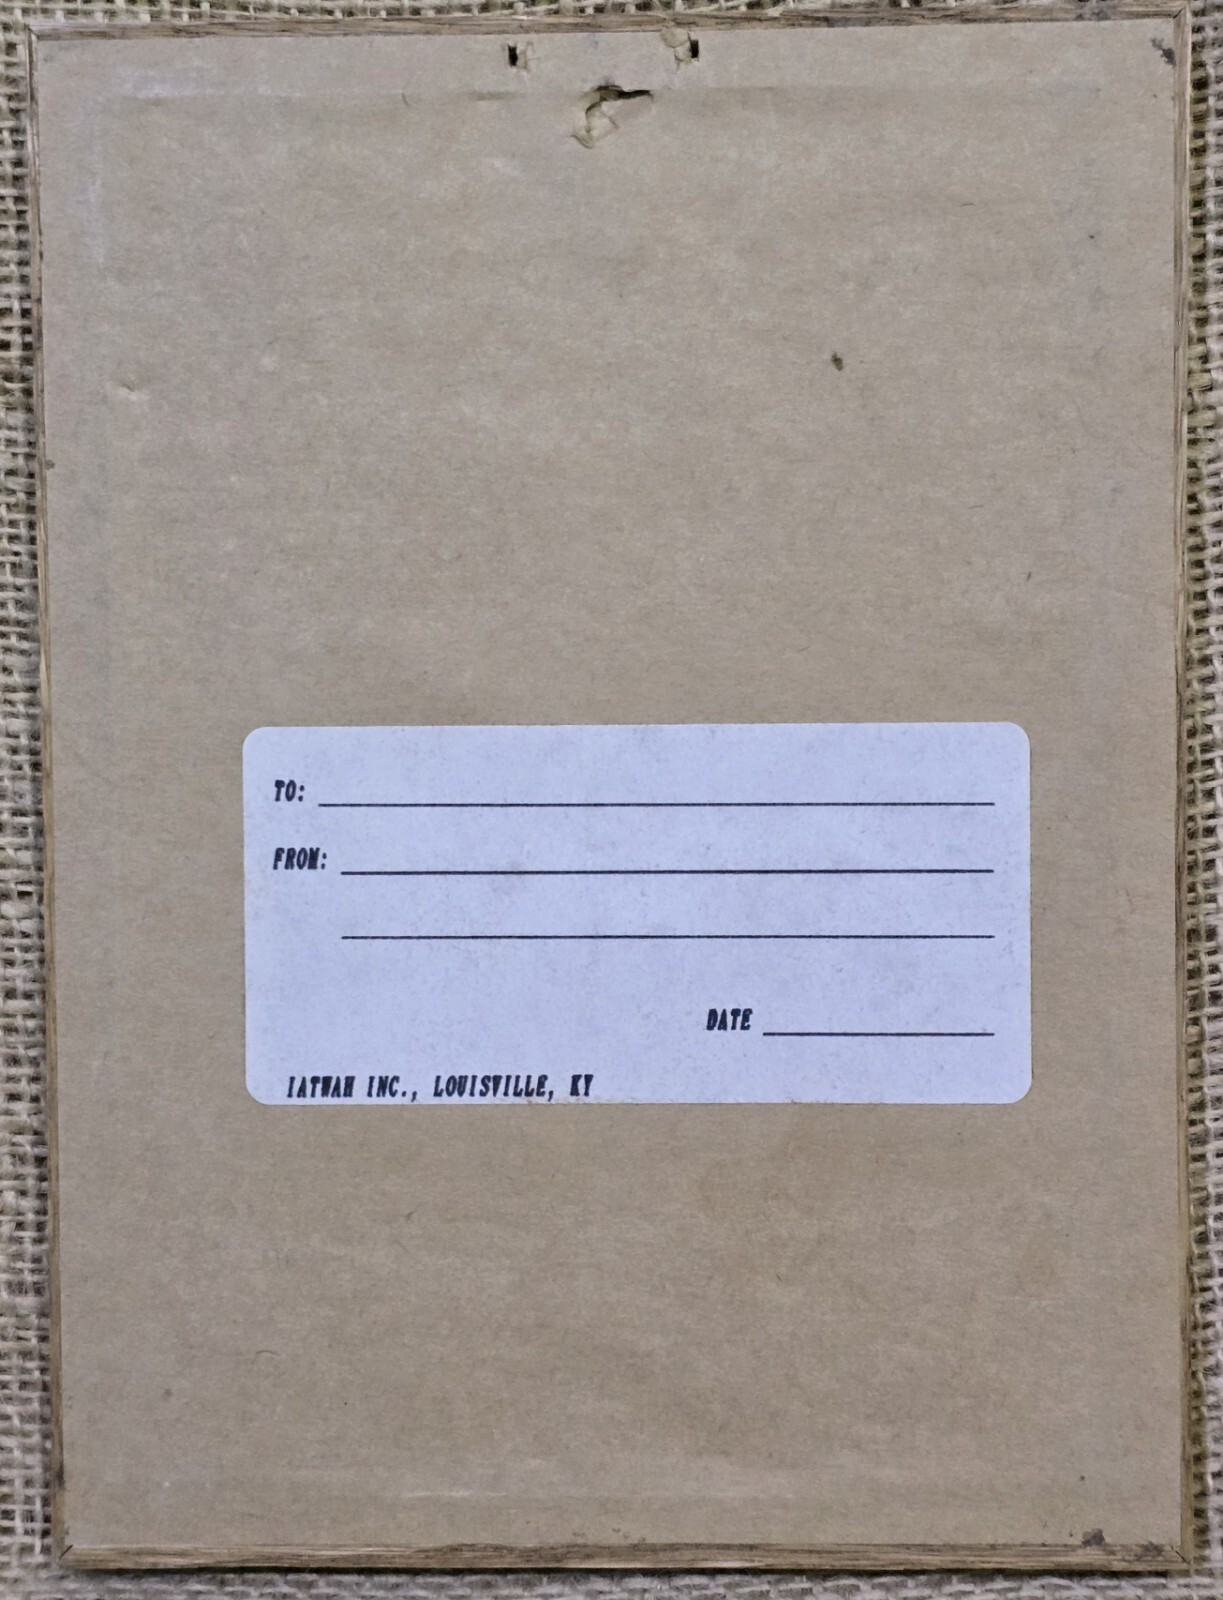 TO:
FROM:
DATE
IATWAH INC., LOUISVILLE, KY